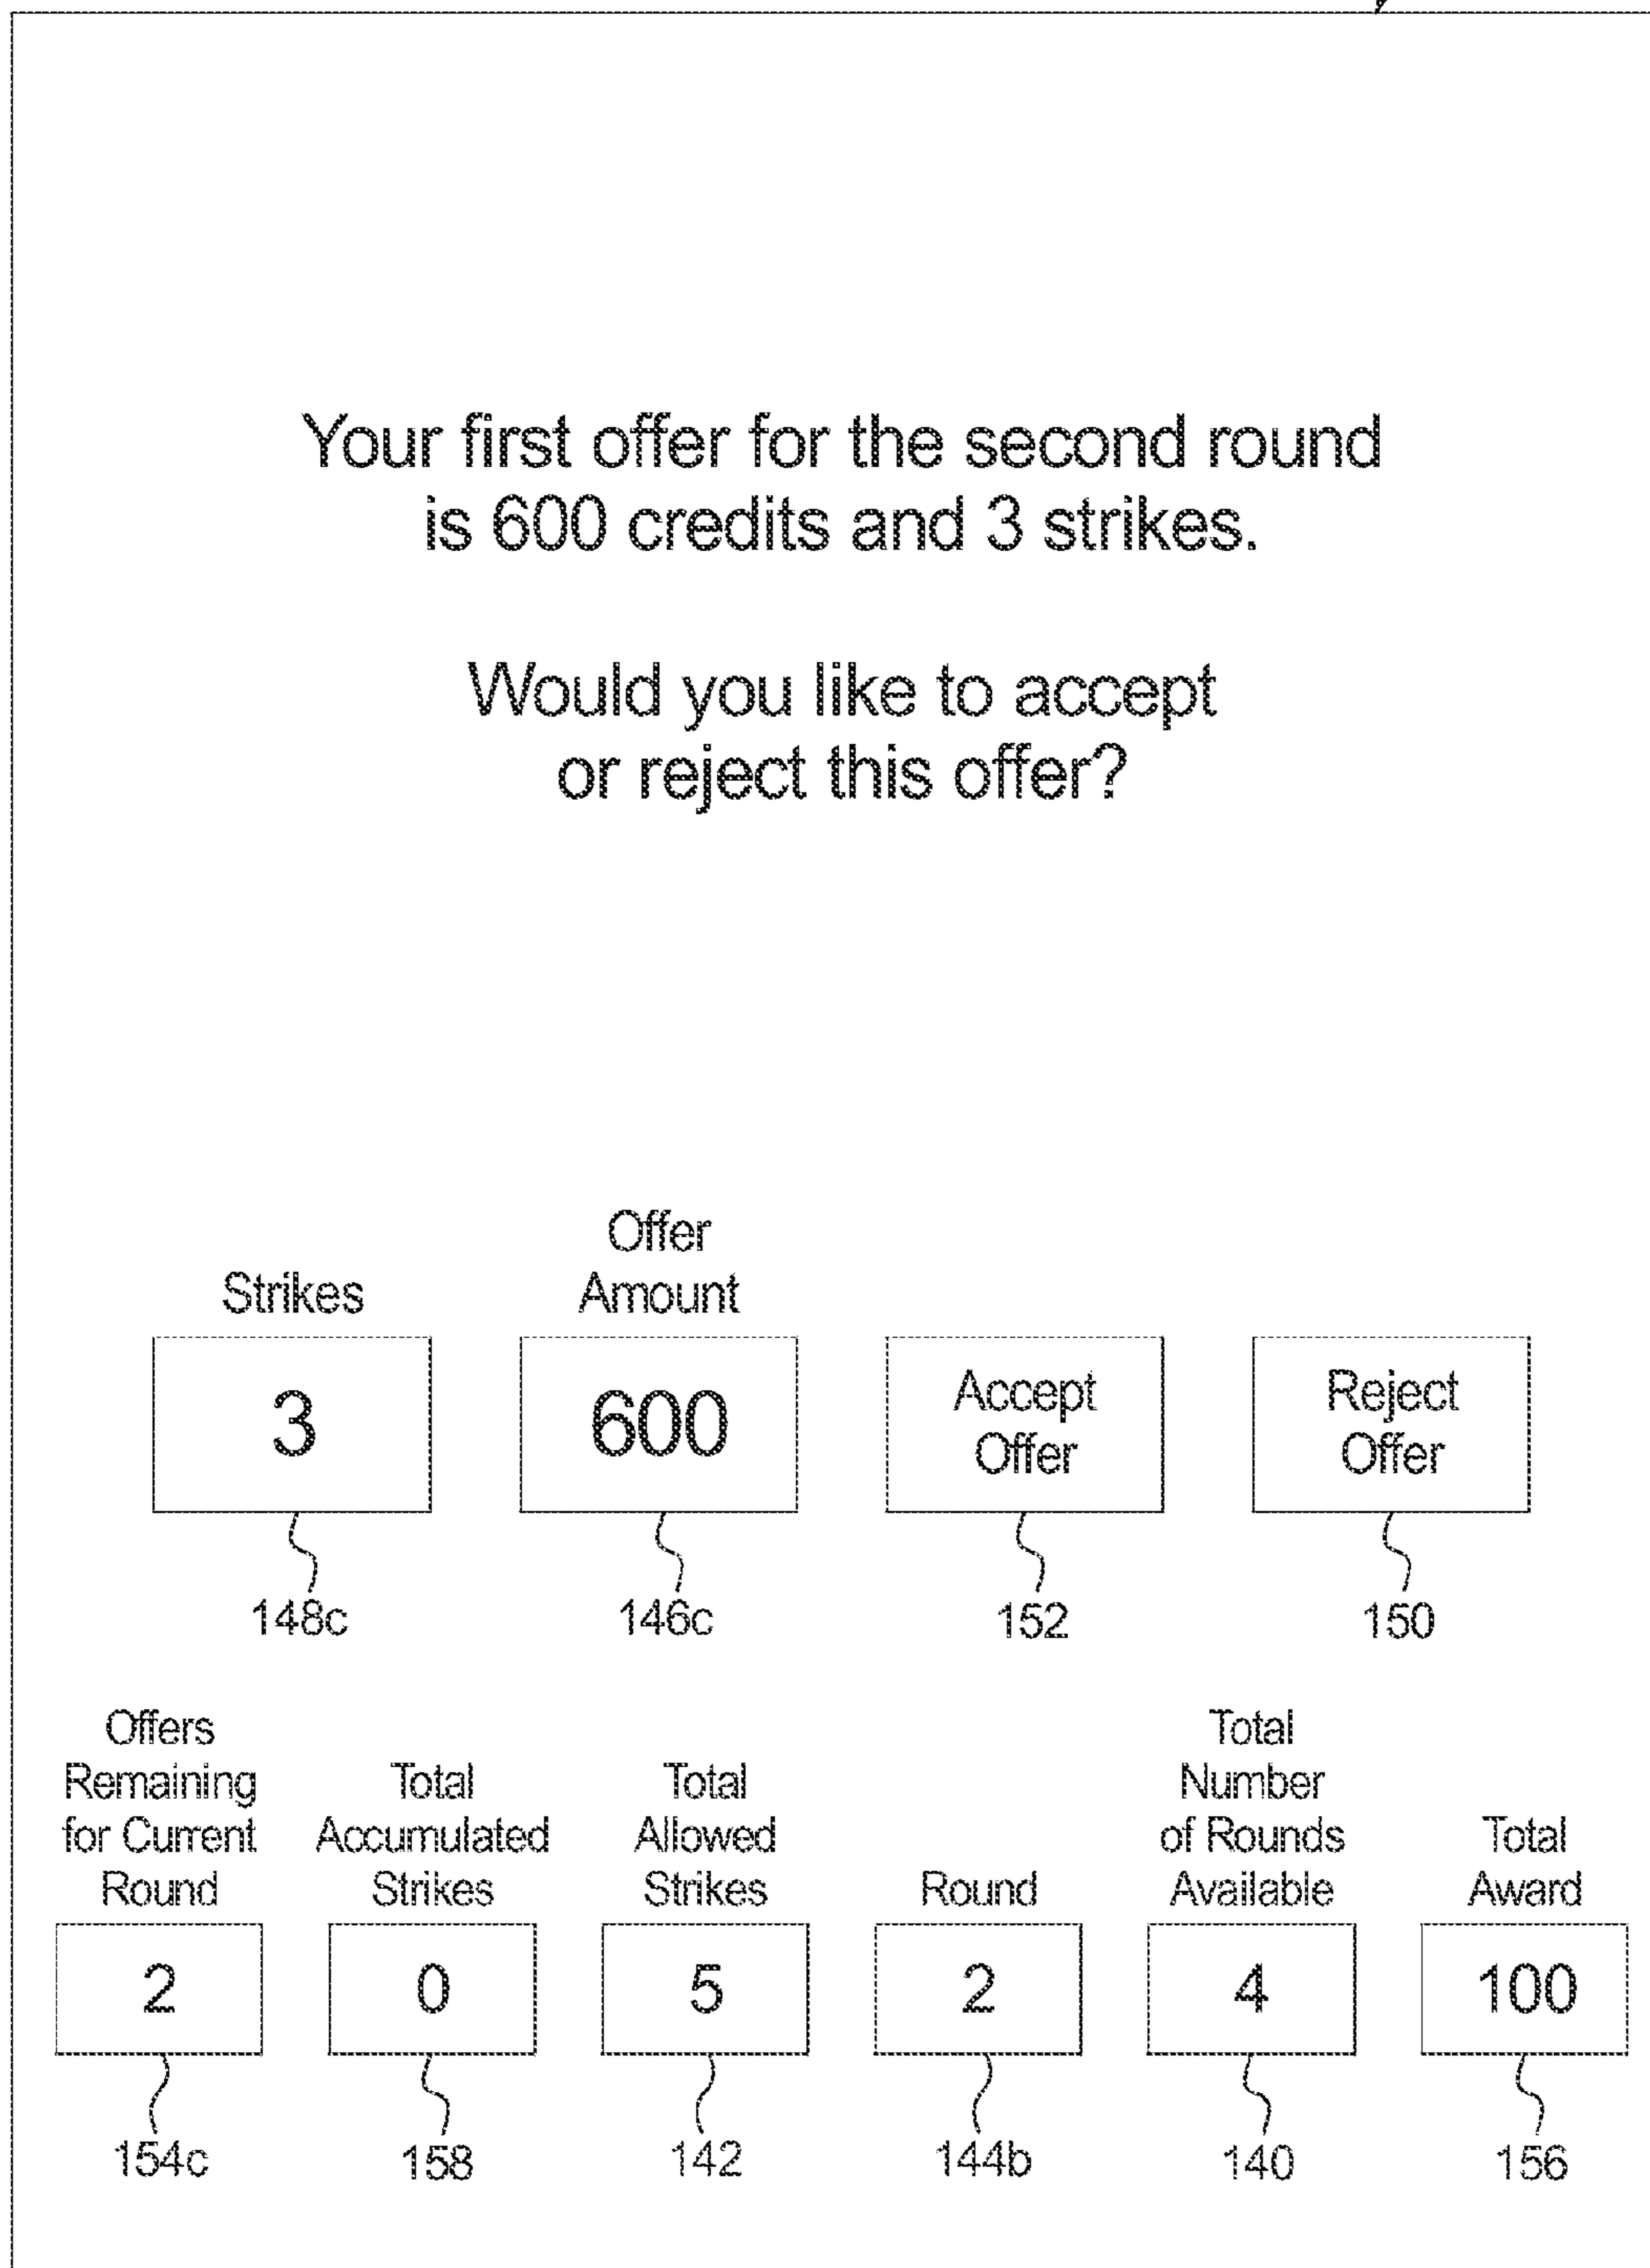 Your first offer for the second round
is 600 credits and 3 strikes.
Would you like to accept
or reject this offer?
Strikes
Offer
Amount
3
600
Accept
Offer
Reject
Offer
148c
146c
152
150
Offers
Remaining
for Current
Round
Total
Accumulated
Strikes
Total
Allowed
Strikes
Round
Total
Number
of Rounds
Available
Total
Award
2
0
5
2
4
100
154c
158
142
144b
140
156